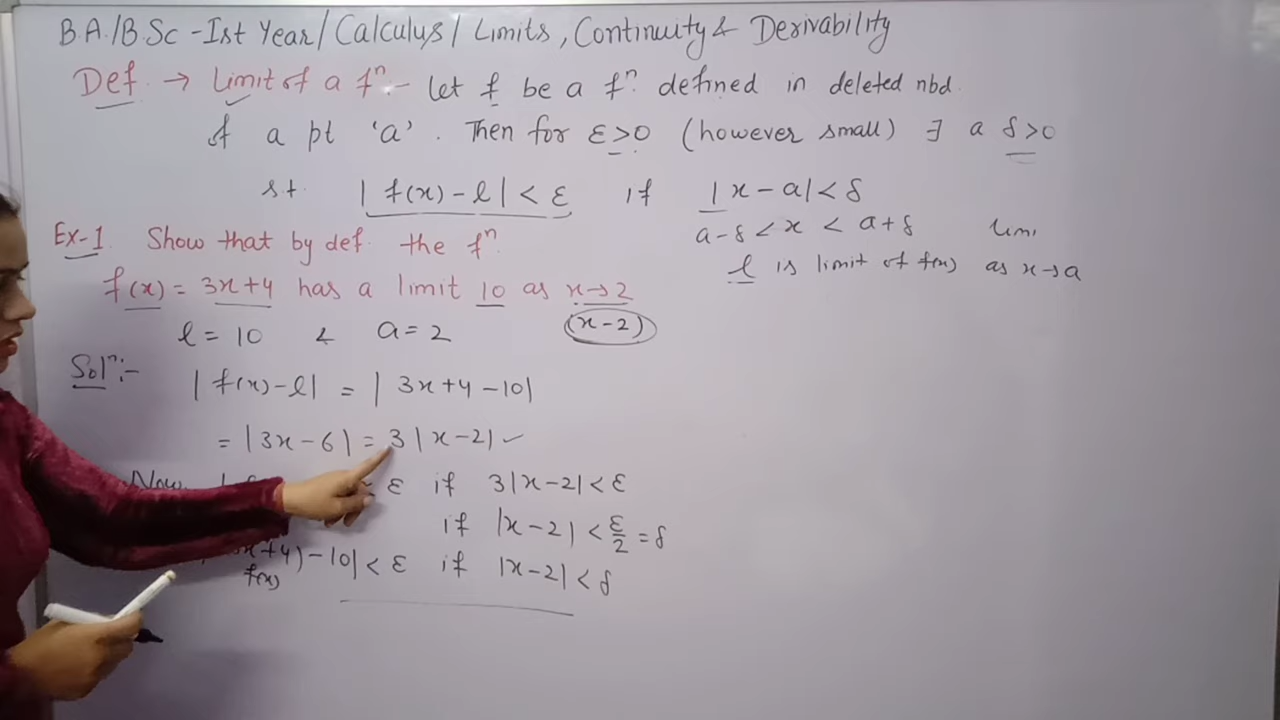 B.A./B.Sc - Ist Year / Calculus / Limits, Continuity & Derivability
Def. → Limit of a fⁿ:- let f be a fⁿ. defined in deleted nbd.
of a pt 'a'. Then for ε>0 (however small) ∃ a δ>0
s.t. |f(x) - l| < ε if |x-a| < δ
a-δ < x < a+δ
l is limit of f(x) as x→a
Ex-1. Show that by def. the fⁿ
f(x) = 3x+4 has a limit 10 as x→2
l = 10 & a = 2 (x-2)
Solⁿ:- |f(x)-l| = |3x+4-10|
= |3x-6| = 3|x-2| ✓
Now ε if 3|x-2| < ε
if |x-2| < ε/2 = δ
x+4)-10| < ε if |x-2| < δ
f(x)